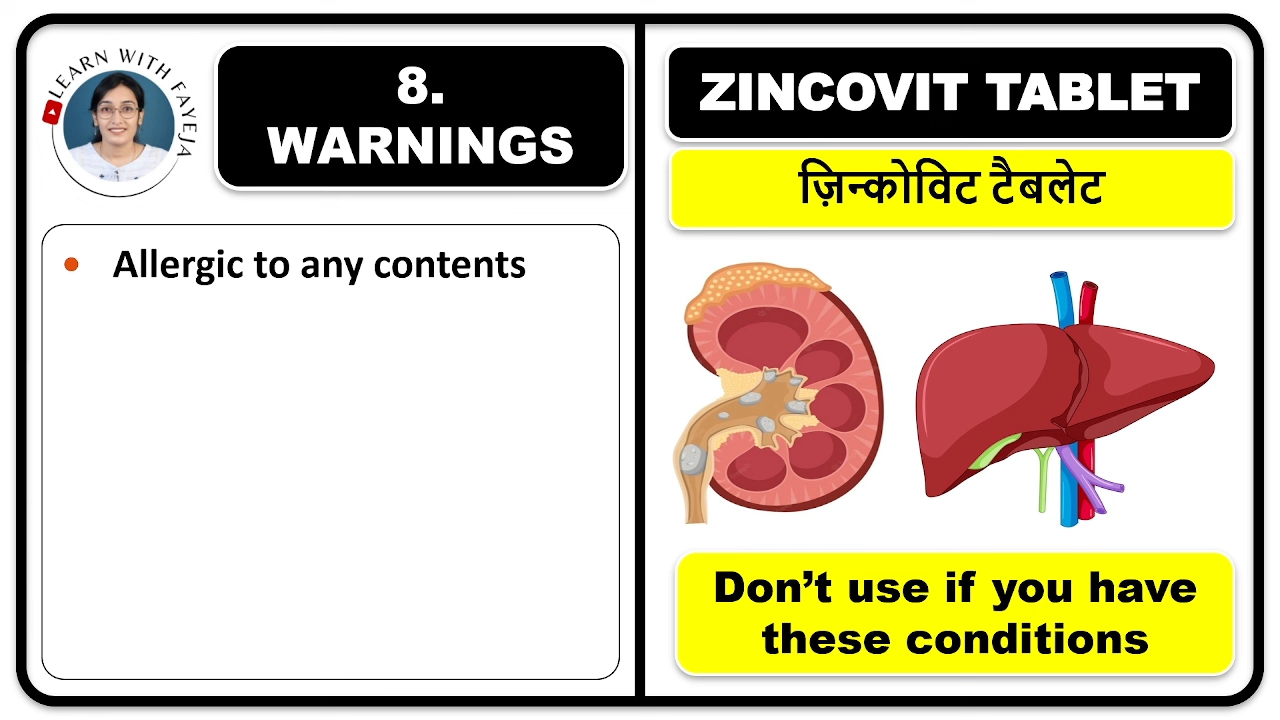 LEARN WITH FAYEJA
8.
WARNINGS
• Allergic to any contents
ZINCOVIT TABLET
ज़िन्कोविट टैबलेट
Don’t use if you have
these conditions